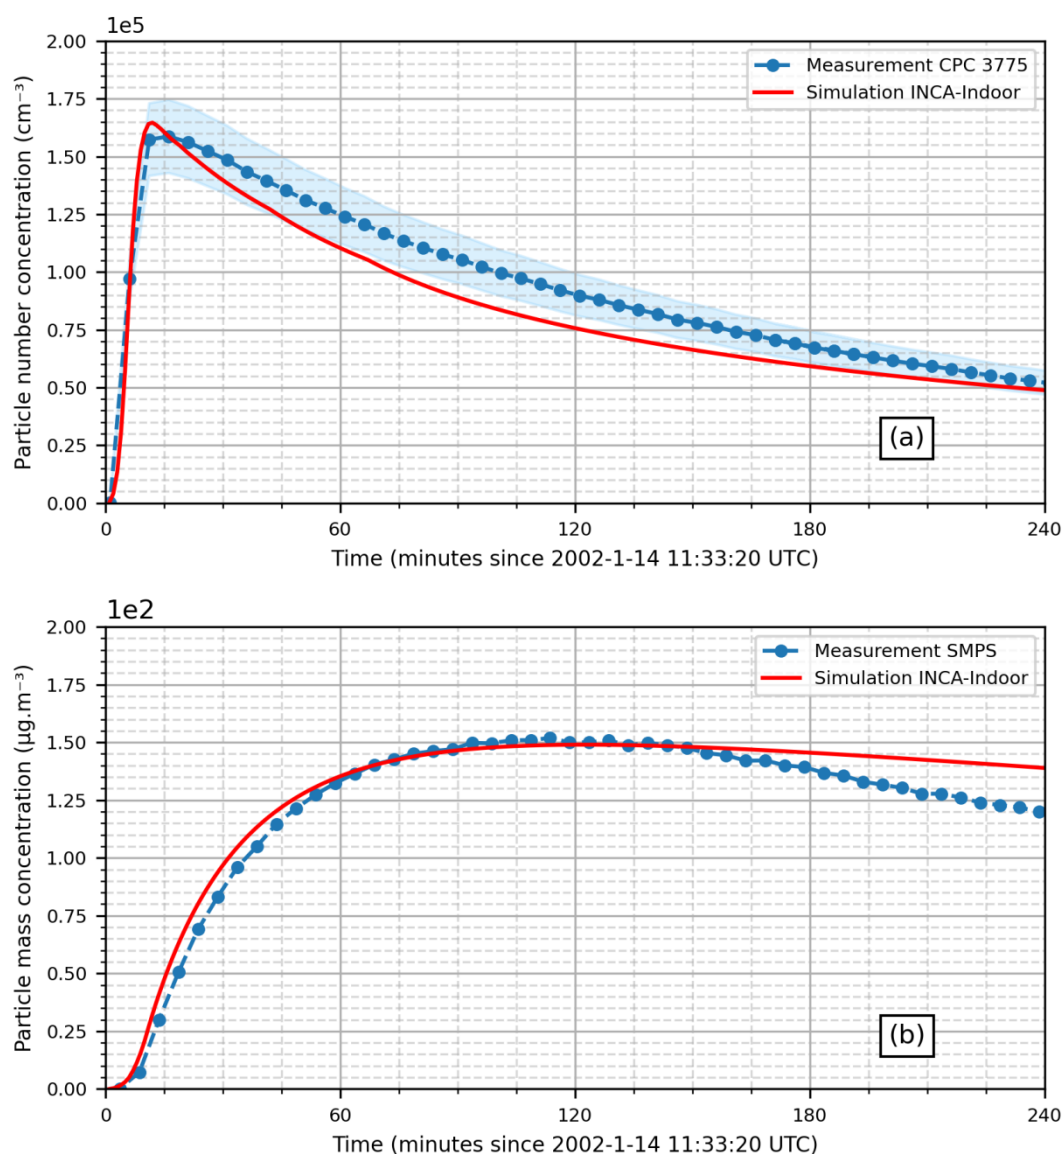 1e5
2.00
1.75
1.50
1.25
1.00
0.75
0.50
0.25
0.00
Particle number concentration (cm⁻³)
Measurement CPC 3775
Simulation INCA-Indoor
(a)
0 60 120 180 240
Time (minutes since 2002-1-14 11:33:20 UTC)
1e2
2.00
1.75
1.50
1.25
1.00
0.75
0.50
0.25
0.00
Particle mass concentration (µg.m⁻³)
Measurement SMPS
Simulation INCA-Indoor
(b)
0 60 120 180 240
Time (minutes since 2002-1-14 11:33:20 UTC)